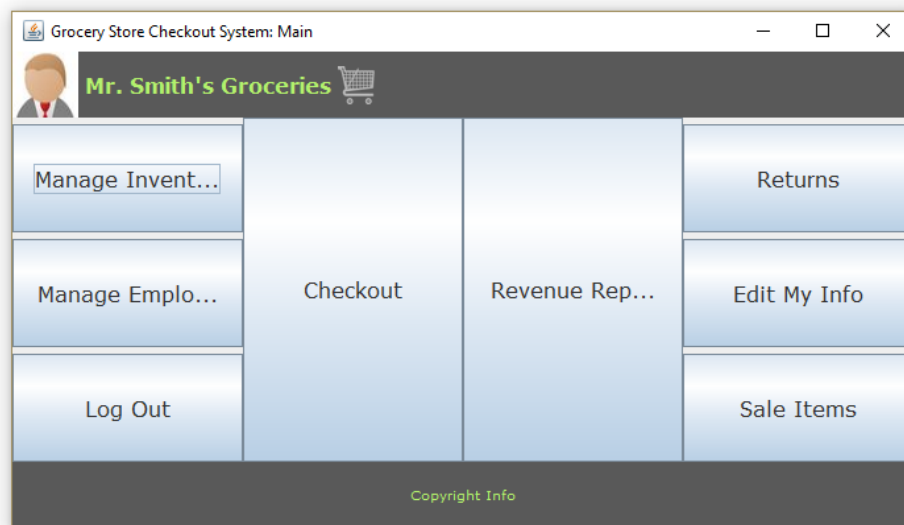 Grocery Store Checkout System: Main
Mr. Smith's Groceries
Manage Invent...
Manage Emplo...
Log Out
Checkout
Revenue Rep...
Returns
Edit My Info
Sale Items
Copyright Info